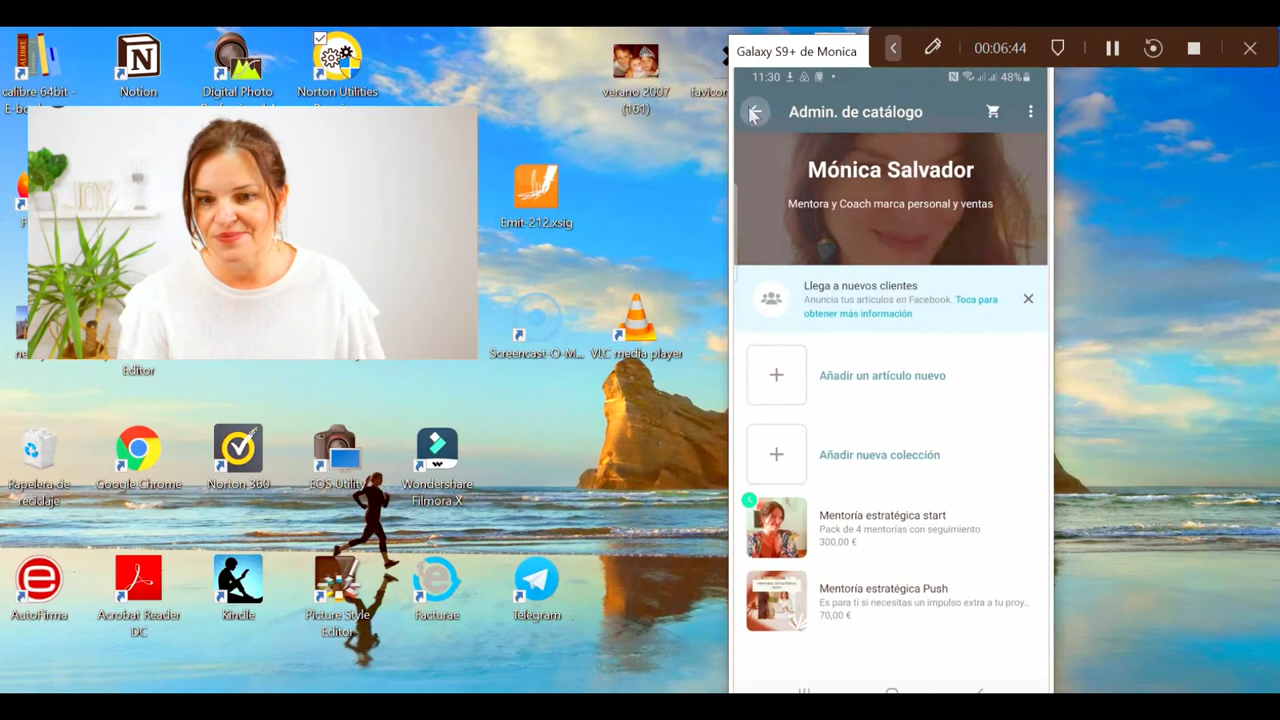 calibre 64bit -
E-bo
Notion
Digital Photo
Norton Utilities
verano 2007
(161)
favicon
JOY
Emit-212.xsig
Screencast-O-M...
VLC media player
Editor
Papelera de
reciclaje
Google Chrome
Norton 360
EOS Utility
Wondershare
Filmora X
AutoFirma
Acrobat Reader
DC
Kindle
Picture Style
Editor
Facturae
Telegram
Galaxy S9+ de Monica
00:06:44
11:30
48%
Admin. de catálogo
Mónica Salvador
Mentora y Coach marca personal y ventas
Llega a nuevos clientes
Anuncia tus artículos en Facebook. Toca para
obtener más información
Añadir un artículo nuevo
Añadir nueva colección
Mentoría estratégica start
Pack de 4 mentorías con seguimiento
300,00 €
Mentoría estratégica Push
Es para ti si necesitas un impulso extra a tu proy...
70,00 €